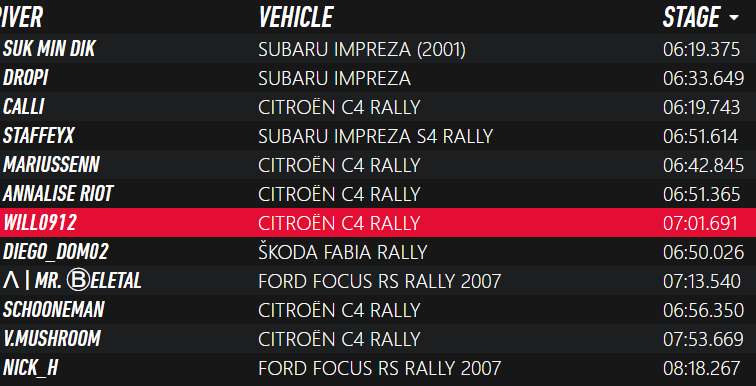 RIVER VEHICLE STAGE
SUK MIN DIK SUBARU IMPREZA (2001) 06:19.375
DROPI SUBARU IMPREZA 06:33.649
CALLI CITROËN C4 RALLY 06:19.743
STAFFEYX SUBARU IMPREZA S4 RALLY 06:51.614
MARIUSSENN CITROËN C4 RALLY 06:42.845
ANNALISE RIOT CITROËN C4 RALLY 06:51.365
WILL0912 CITROËN C4 RALLY 07:01.691
DIEGO_DOM02 ŠKODA FABIA RALLY 06:50.026
Λ | MR. ⒷELETAL FORD FOCUS RS RALLY 2007 07:13.540
SCHOONEMAN CITROËN C4 RALLY 06:56.350
V.MUSHROOM CITROËN C4 RALLY 07:53.669
NICK_H FORD FOCUS RS RALLY 2007 08:18.267